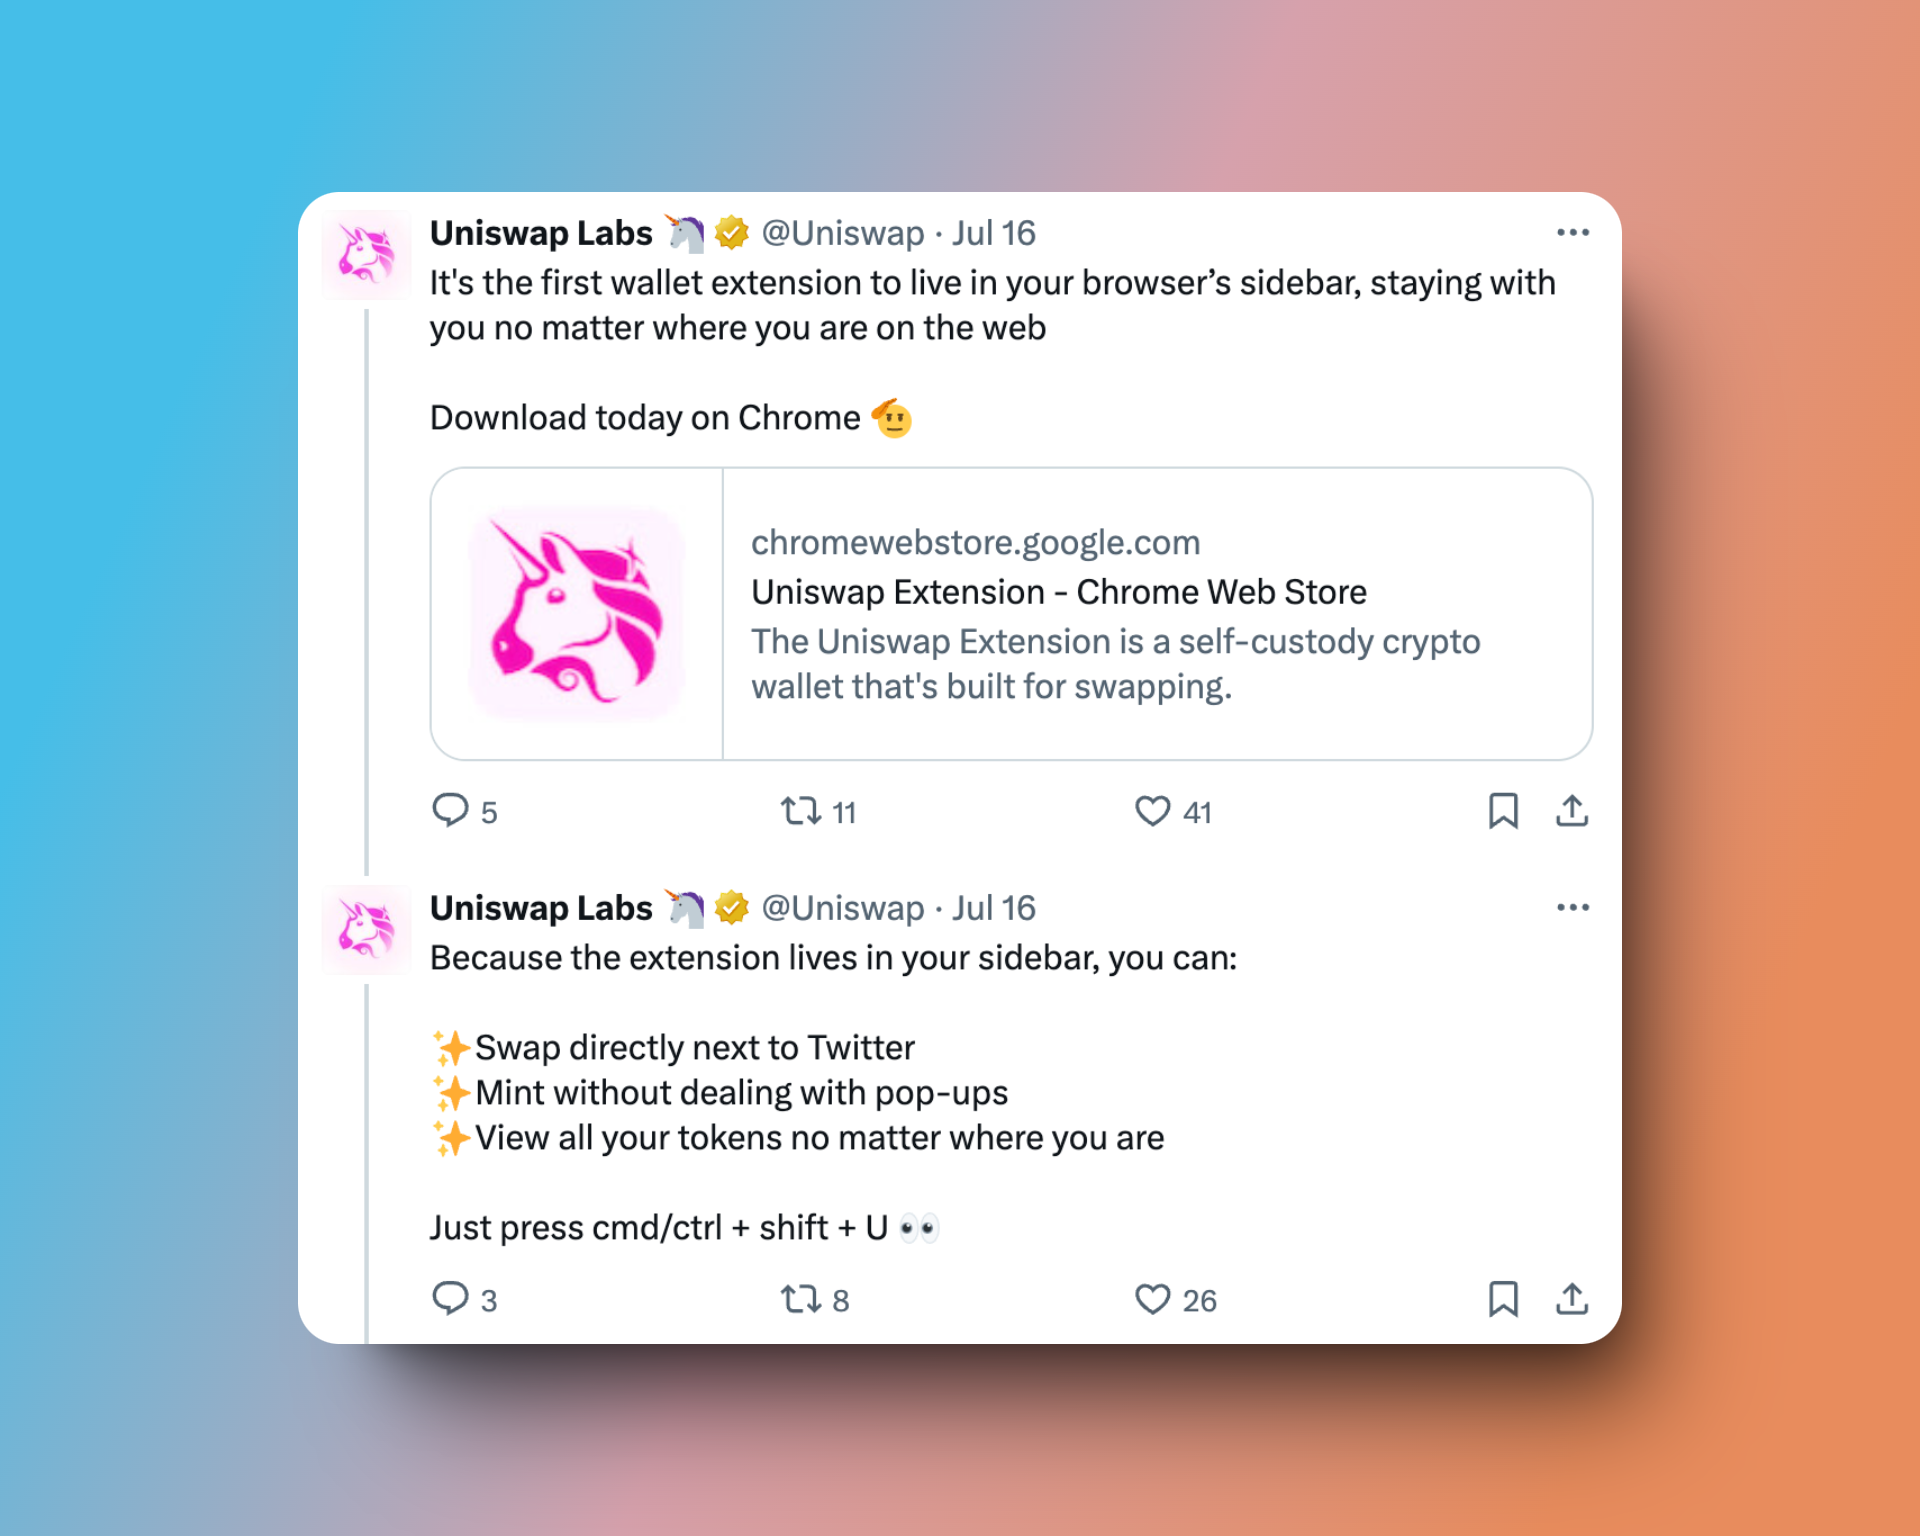 Uniswap Labs 🦄 @Uniswap · Jul 16
It's the first wallet extension to live in your browser’s sidebar, staying with
you no matter where you are on the web
Download today on Chrome 🫡
chromewebstore.google.com
Uniswap Extension - Chrome Web Store
The Uniswap Extension is a self-custody crypto
wallet that's built for swapping.
5 11 41
Uniswap Labs 🦄 @Uniswap · Jul 16
Because the extension lives in your sidebar, you can:
✨Swap directly next to Twitter
✨Mint without dealing with pop-ups
✨View all your tokens no matter where you are
Just press cmd/ctrl + shift + U 👀
3 8 26